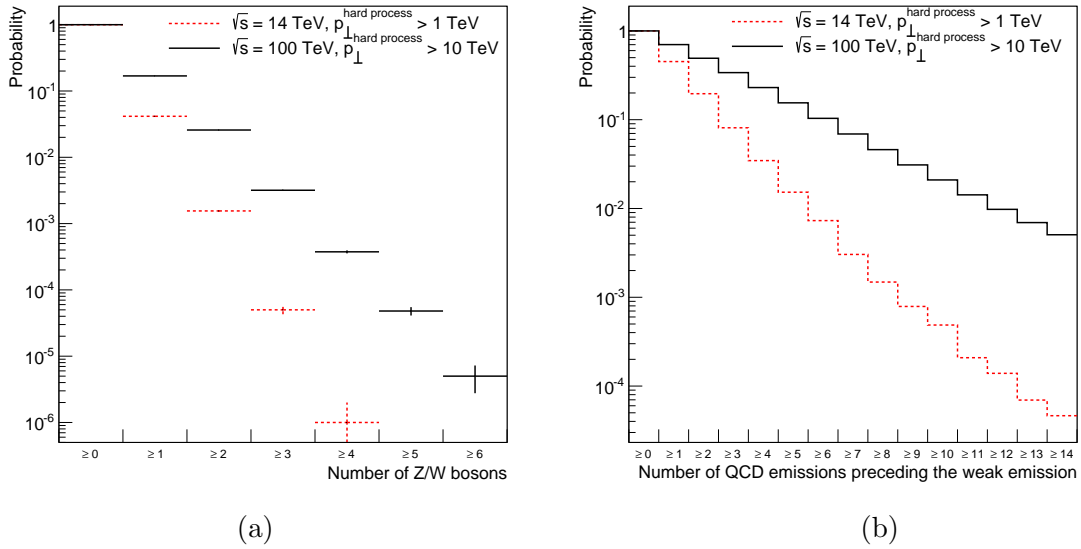 √s = 14 TeV, p⊥^hard process > 1 TeV
√s = 100 TeV, p⊥^hard process > 10 TeV
Probability
1
10^-1
10^-2
10^-3
10^-4
10^-5
10^-6
≥ 0 ≥ 1 ≥ 2 ≥ 3 ≥ 4 ≥ 5 ≥ 6
Number of Z/W bosons
(a)
√s = 14 TeV, p⊥^hard process > 1 TeV
√s = 100 TeV, p⊥^hard process > 10 TeV
Probability
1
10^-1
10^-2
10^-3
10^-4
≥ 0 ≥ 1 ≥ 2 ≥ 3 ≥ 4 ≥ 5 ≥ 6 ≥ 7 ≥ 8 ≥ 9 ≥ 10 ≥ 11 ≥ 12 ≥ 13 ≥ 14
Number of QCD emissions preceding the weak emission
(b)